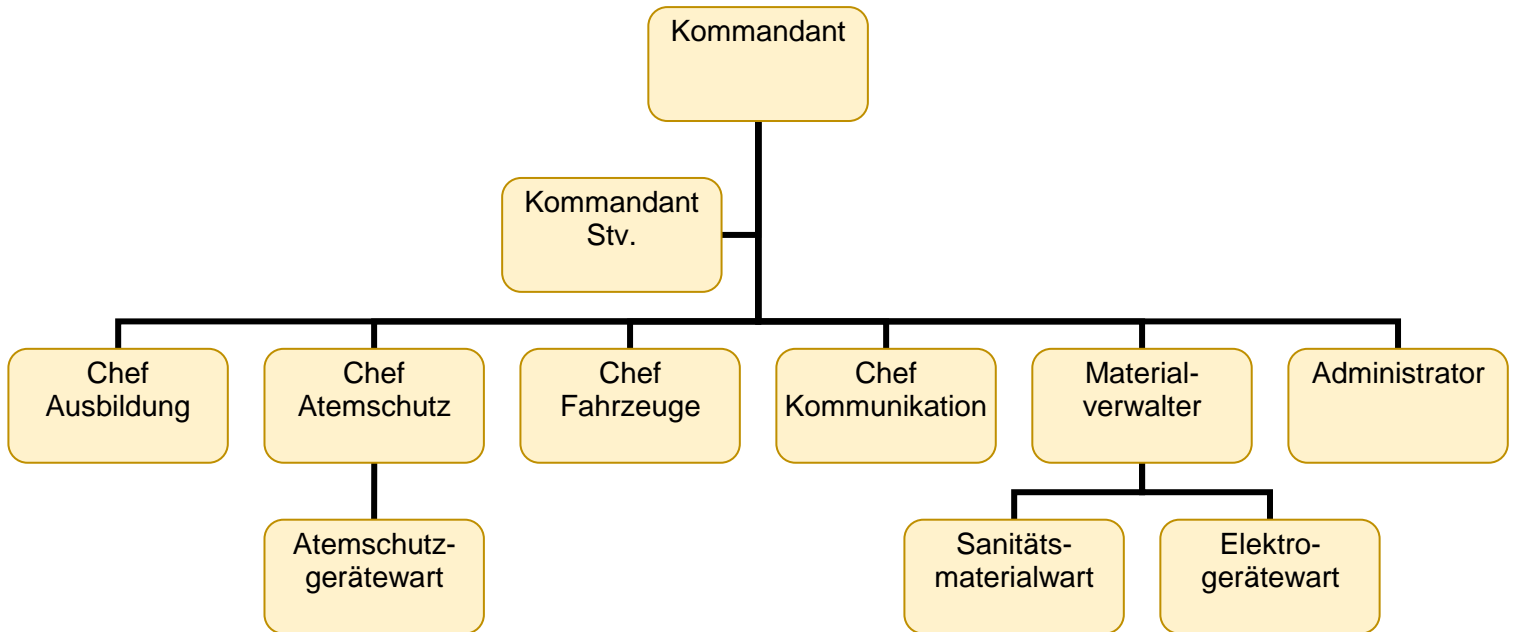 Kommandant
Kommandant
Stv.
Chef
Ausbildung
Chef
Atemschutz
Chef
Fahrzeuge
Chef
Kommunikation
Material-
verwalter
Administrator
Atemschutz-
gerätewart
Sanitäts-
materialwart
Elektro-
gerätewart